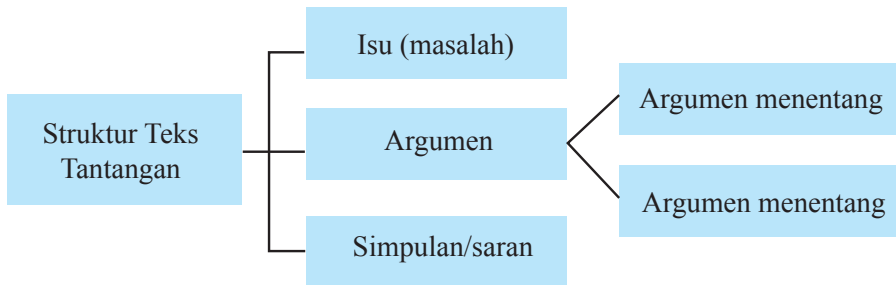 Struktur Teks
Tantangan
Isu (masalah)
Argumen
Simpulan/saran
Argumen menentang
Argumen menentang